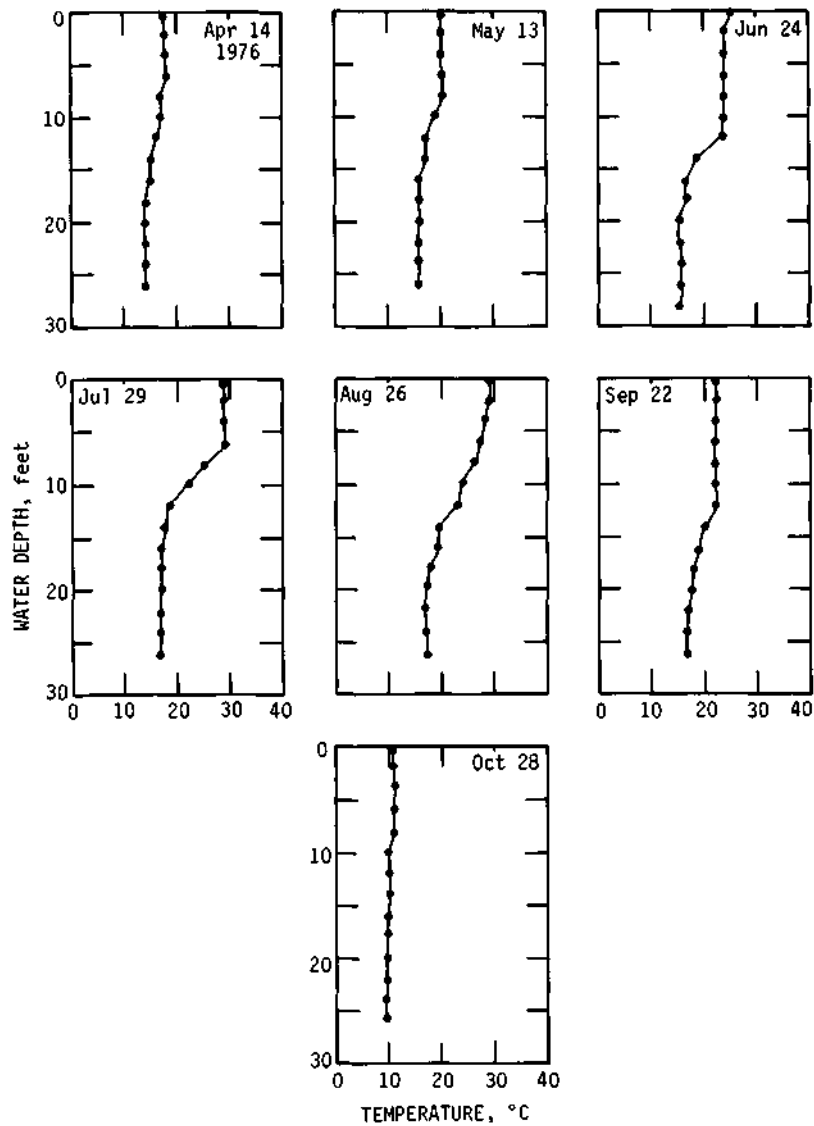 0
10
20
30
Apr 14
1976
May 13
Jun 24
WATER DEPTH, feet
0
10
20
30
Jul 29
Aug 26
Sep 22
0 10 20 30 40
0 10 20 30 40
0
10
20
30
Oct 28
0 10 20 30 40
TEMPERATURE, °C